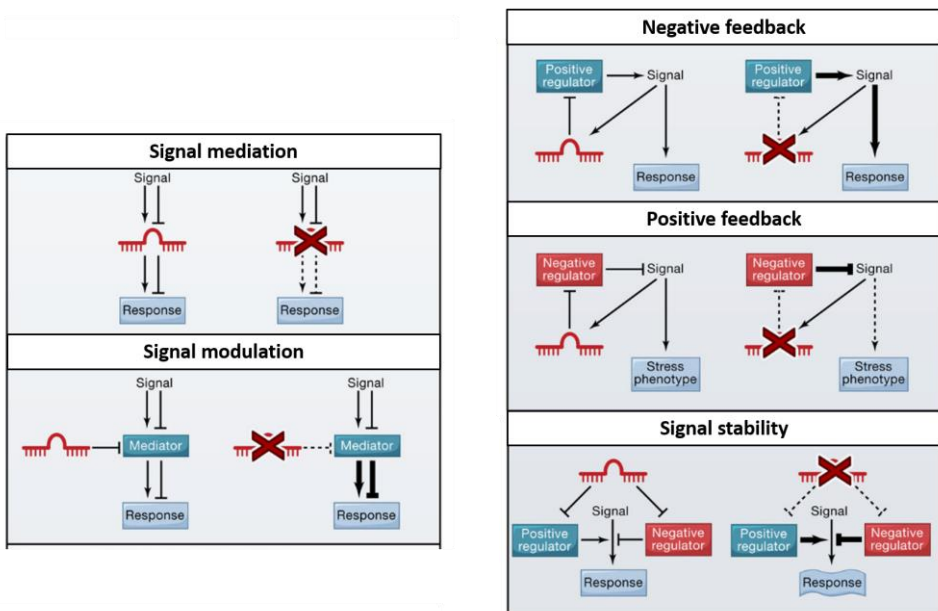 Signal mediation
Signal Signal
Response Response
Signal modulation
Signal Signal
Mediator Mediator
Response Response
Negative feedback
Positive Signal Positive Signal
regulator regulator
Response Response
Positive feedback
Negative Signal Negative Signal
regulator regulator
Stress Stress
phenotype phenotype
Signal stability
Signal Signal
Positive Negative Positive Negative
regulator regulator regulator regulator
Response Response